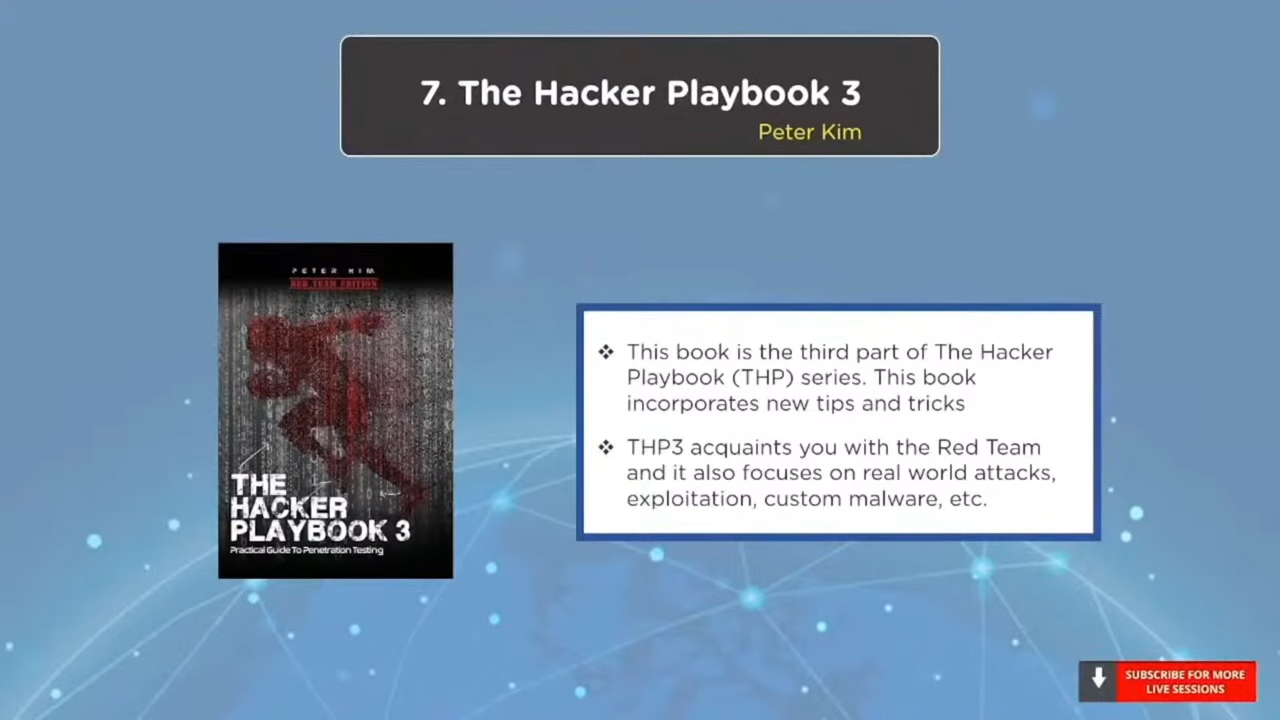 7. The Hacker Playbook 3
Peter Kim
PETER KIM
RED TEAM EDITION
THE
HACKER
PLAYBOOK 3
Practical Guide To Penetration Testing
❖ This book is the third part of The Hacker
Playbook (THP) series. This book
incorporates new tips and tricks
❖ THP3 acquaints you with the Red Team
and it also focuses on real world attacks,
exploitation, custom malware, etc.
SUBSCRIBE FOR MORE
LIVE SESSIONS